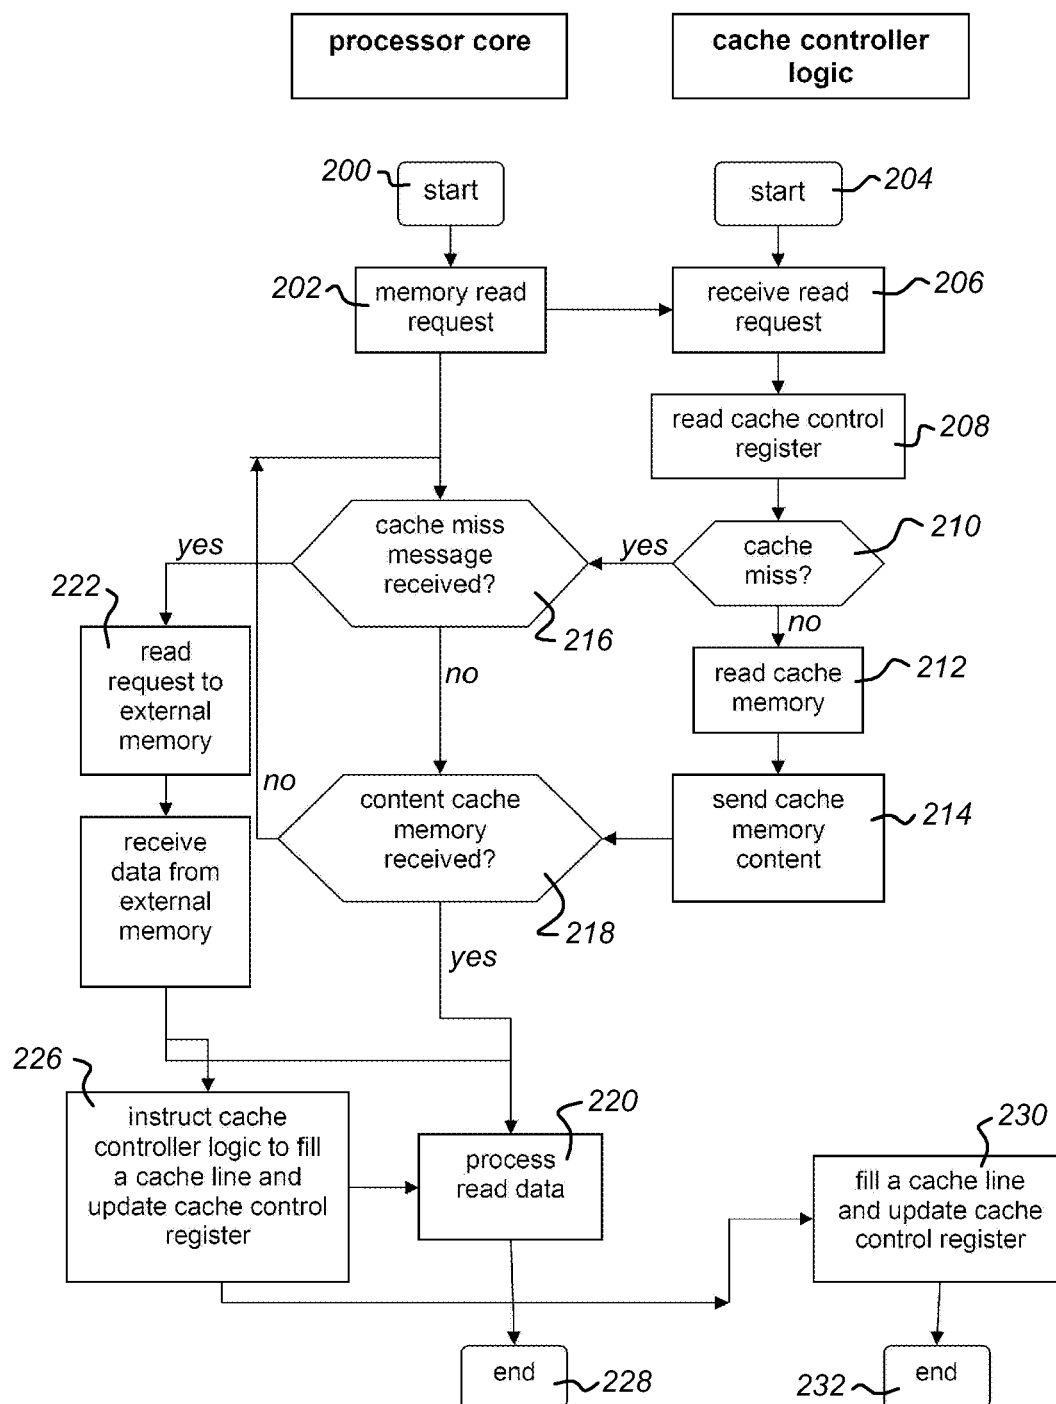 processor core
cache controller
logic
200
start
start
204
202
memory read
request
receive read
request
206
read cache control
register
208
yes
cache miss
message
received?
yes
cache
miss?
210
222
216
no
read
request to
external
memory
no
read cache
memory
212
no
content cache
memory
received?
send cache
memory
content
214
receive
data from
external
memory
218
yes
226
instruct cache
controller logic to fill
a cache line and
update cache control
register
220
process
read data
230
fill a cache line
and update cache
control register
end
228
232
end